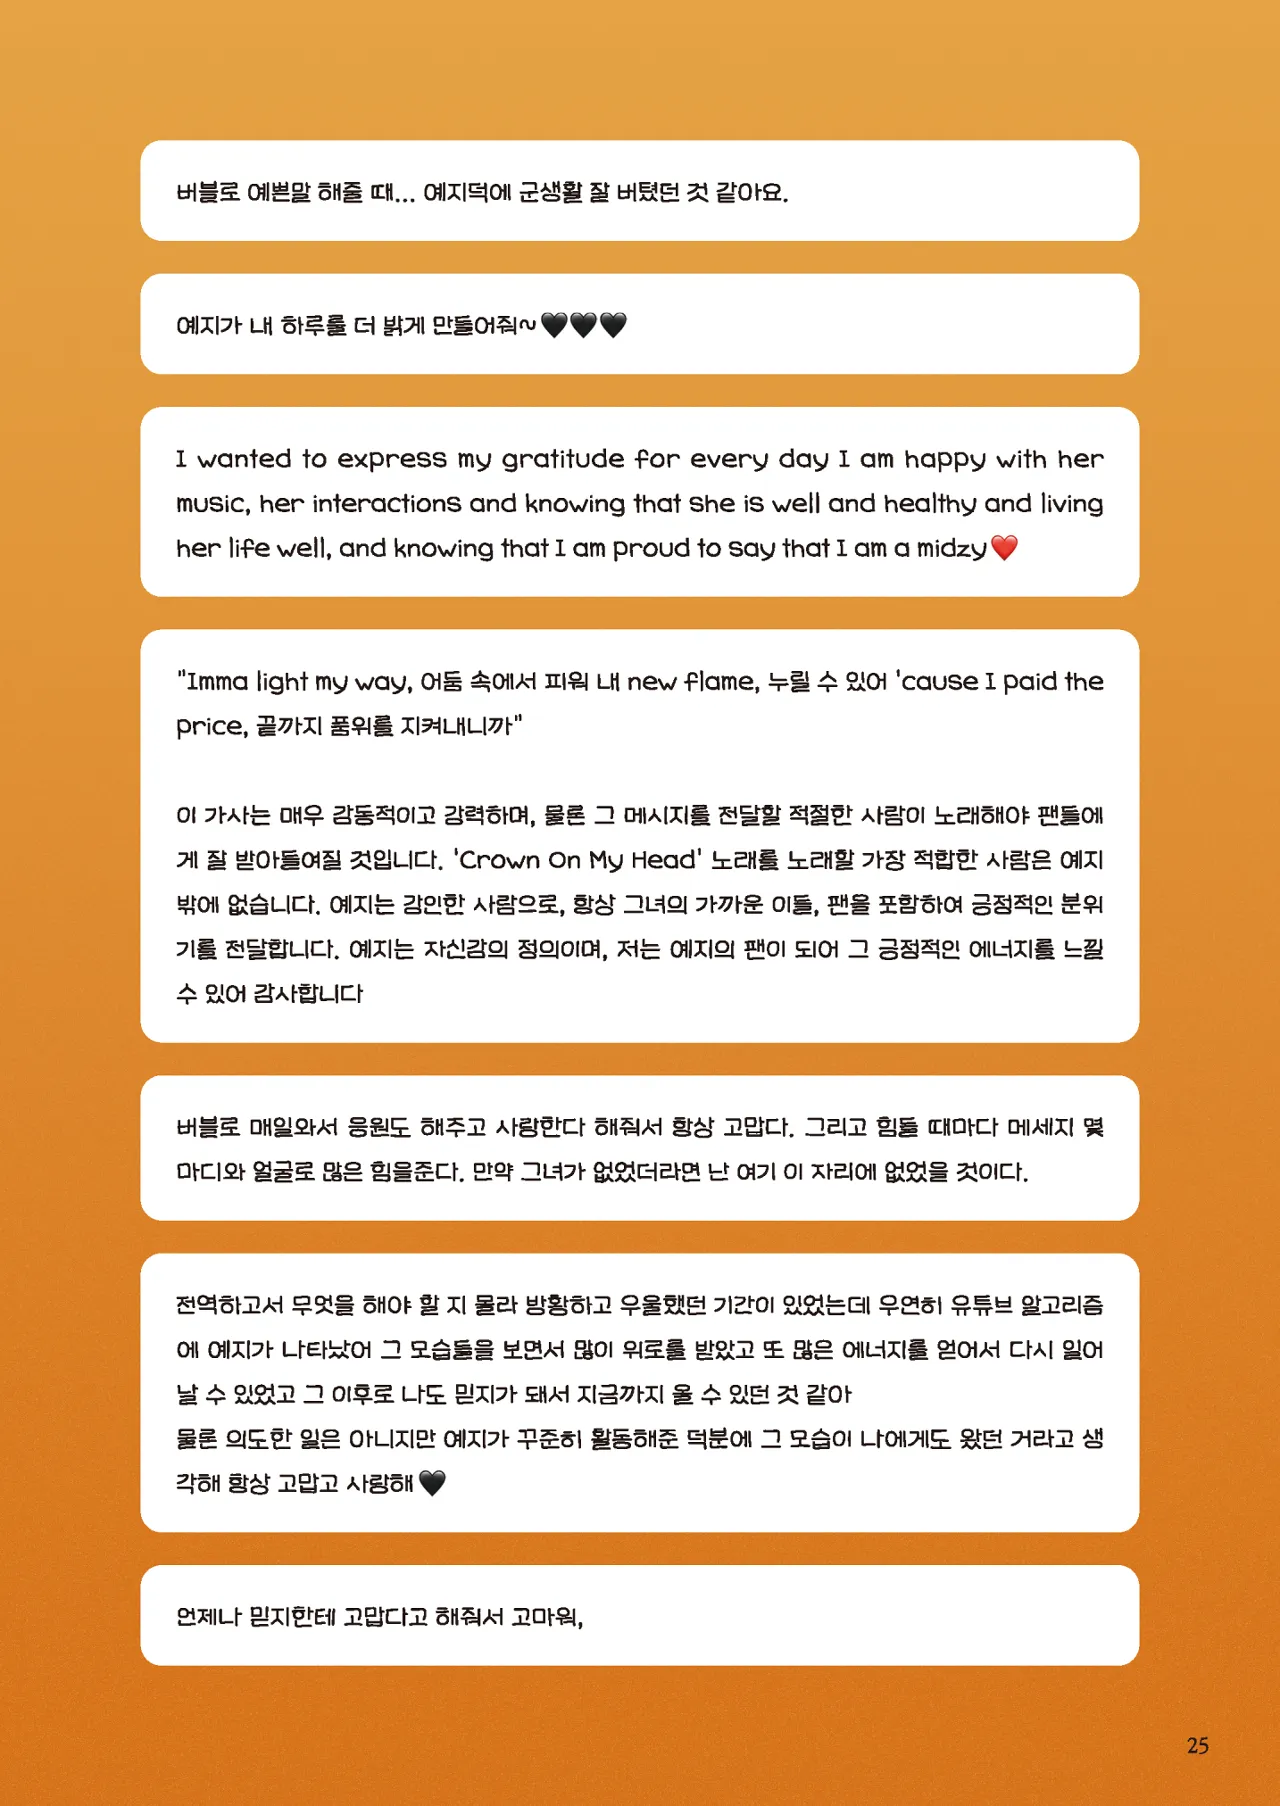 버블로 예쁜말 해줄 때... 예지덕에 군생활 잘 버텼던 것 같아요.
예지가 내 하루를 더 밝게 만들어줘~🖤🖤🖤
I wanted to express my gratitude for every day I am happy with her
music, her interactions and knowing that she is well and healthy and living
her life well, and knowing that I am proud to say that I am a midzy❤️
"Imma light my way, 어둠 속에서 피워 내 new flame, 누릴 수 있어 'cause I paid the
price, 끝까지 품위를 지켜내니까"
이 가사는 매우 감동적이고 강력하며, 물론 그 메시지를 전달할 적절한 사람이 노래해야 팬들에
게 잘 받아들여질 것입니다. 'Crown On My Head' 노래를 노래할 가장 적합한 사람은 예지
밖에 없습니다. 예지는 강인한 사람으로, 항상 그녀의 가까운 이들, 팬을 포함하여 긍정적인 분위
기를 전달합니다. 예지는 자신감의 정의이며, 저는 예지의 팬이 되어 그 긍정적인 에너지를 느낄
수 있어 감사합니다
버블로 매일와서 응원도 해주고 사랑한다 해줘서 항상 고맙다. 그리고 힘들 때마다 메세지 몇
마디와 얼굴로 많은 힘을준다. 만약 그녀가 없었더라면 난 여기 이 자리에 없었을 것이다.
전역하고서 무엇을 해야 할 지 몰라 방황하고 우울했던 기간이 있었는데 우연히 유튜브 알고리즘
에 예지가 나타났어 그 모습들을 보면서 많이 위로를 받았고 또 많은 에너지를 얻어서 다시 일어
날 수 있었고 그 이후로 나도 믿지가 돼서 지금까지 올 수 있던 것 같아
물론 의도한 일은 아니지만 예지가 꾸준히 활동해준 덕분에 그 모습이 나에게도 왔던 거라고 생
각해 항상 고맙고 사랑해🖤
언제나 믿지한테 고맙다고 해줘서 고마워,
25